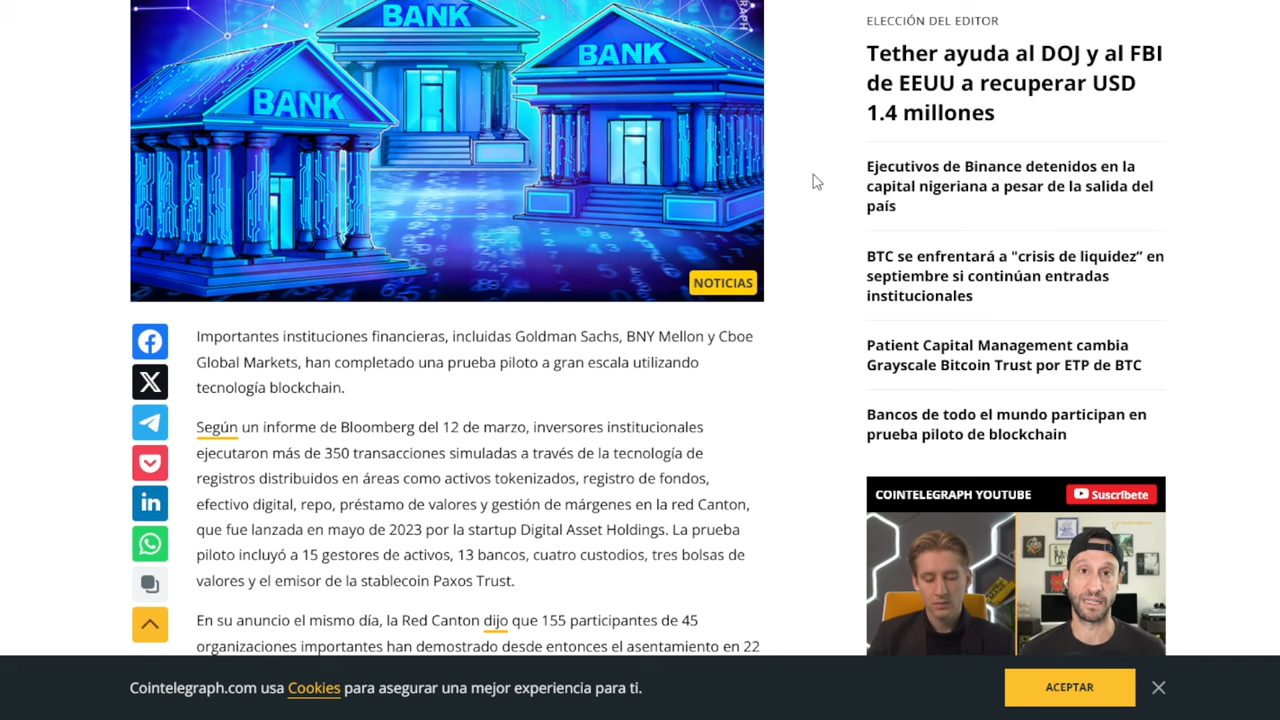 BANK
BANK
BANK
NOTICIAS
Importantes instituciones financieras, incluidas Goldman Sachs, BNY Mellon y Cboe
Global Markets, han completado una prueba piloto a gran escala utilizando
tecnología blockchain.
Según un informe de Bloomberg del 12 de marzo, inversores institucionales
ejecutaron más de 350 transacciones simuladas a través de la tecnología de
registros distribuidos en áreas como activos tokenizados, registro de fondos,
efectivo digital, repo, préstamo de valores y gestión de márgenes en la red Canton,
que fue lanzada en mayo de 2023 por la startup Digital Asset Holdings. La prueba
piloto incluyó a 15 gestores de activos, 13 bancos, cuatro custodios, tres bolsas de
valores y el emisor de la stablecoin Paxos Trust.
En su anuncio el mismo día, la Red Canton dijo que 155 participantes de 45
organizaciones importantes han demostrado desde entonces el asentamiento en 22
ELECCIÓN DEL EDITOR
Tether ayuda al DOJ y al FBI
de EEUU a recuperar USD
1.4 millones
Ejecutivos de Binance detenidos en la
capital nigeriana a pesar de la salida del
país
BTC se enfrentará a "crisis de liquidez” en
septiembre si continúan entradas
institucionales
Patient Capital Management cambia
Grayscale Bitcoin Trust por ETP de BTC
Bancos de todo el mundo participan en
prueba piloto de blockchain
COINTELEGRAPH YOUTUBE
Suscríbete
Cointelegraph.com usa Cookies para asegurar una mejor experiencia para ti.
ACEPTAR